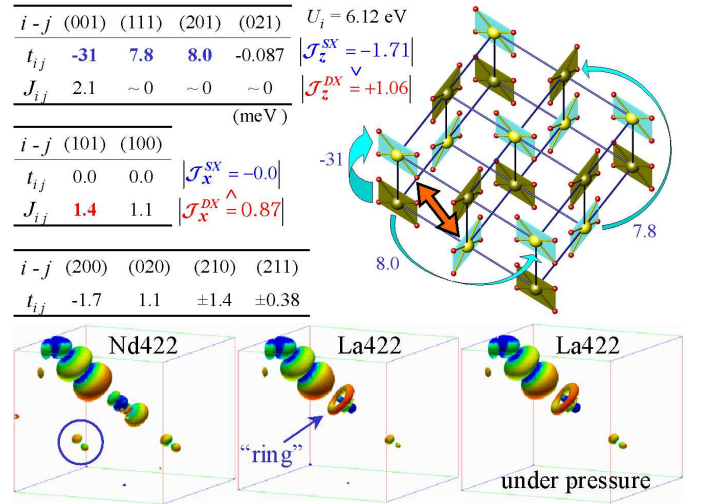 i - j (001) (111) (201) (021)
t_ij -31 7.8 8.0 -0.087
J_ij 2.1 ~0 ~0 ~0
(meV)
U_i = 6.12 eV
|𝒥_z^SX = −1.71|
∨
|𝒥_z^DX = +1.06|
i - j (101) (100)
t_ij 0.0 0.0
J_ij 1.4 1.1
|𝒥_x^SX = −0.0|
∧
|𝒥_x^DX = 0.87|
-31
7.8
8.0
i - j (200) (020) (210) (211)
t_ij -1.7 1.1 ±1.4 ±0.38
Nd422
La422
"ring"
La422
under pressure